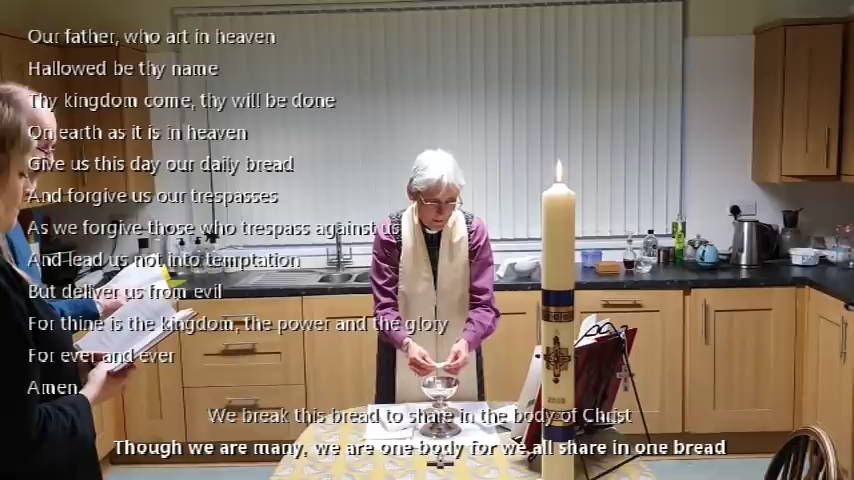 Our father, who art in heaven
Hallowed be thy name
Thy kingdom come, thy will be done
On earth as it is in heaven
Give us this day our daily bread
And forgive us our trespasses
As we forgive those who trespass against us
And lead us not into temptation
But deliver us from evil
For thine is the kingdom, the power and the glory
For ever and ever
Amen
We break this bread to share in the body of Christ
Though we are many, we are one body for we all share in one bread